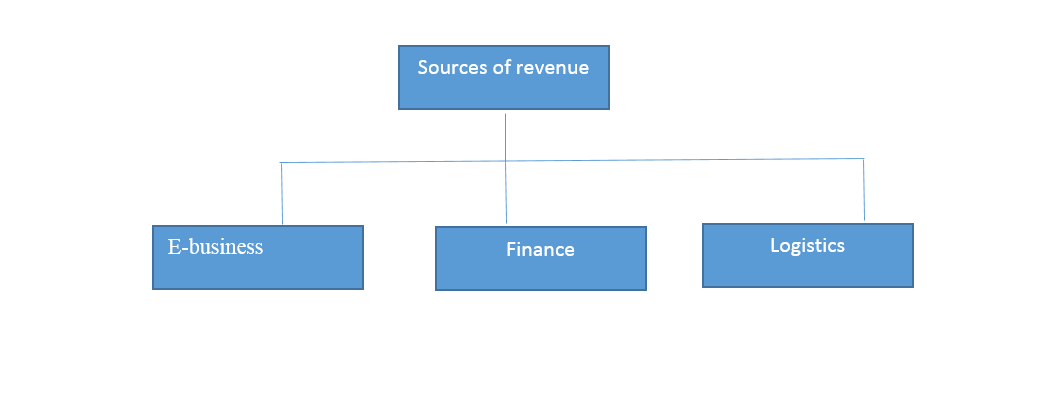 Sources of revenue
E-business
Finance
Logistics